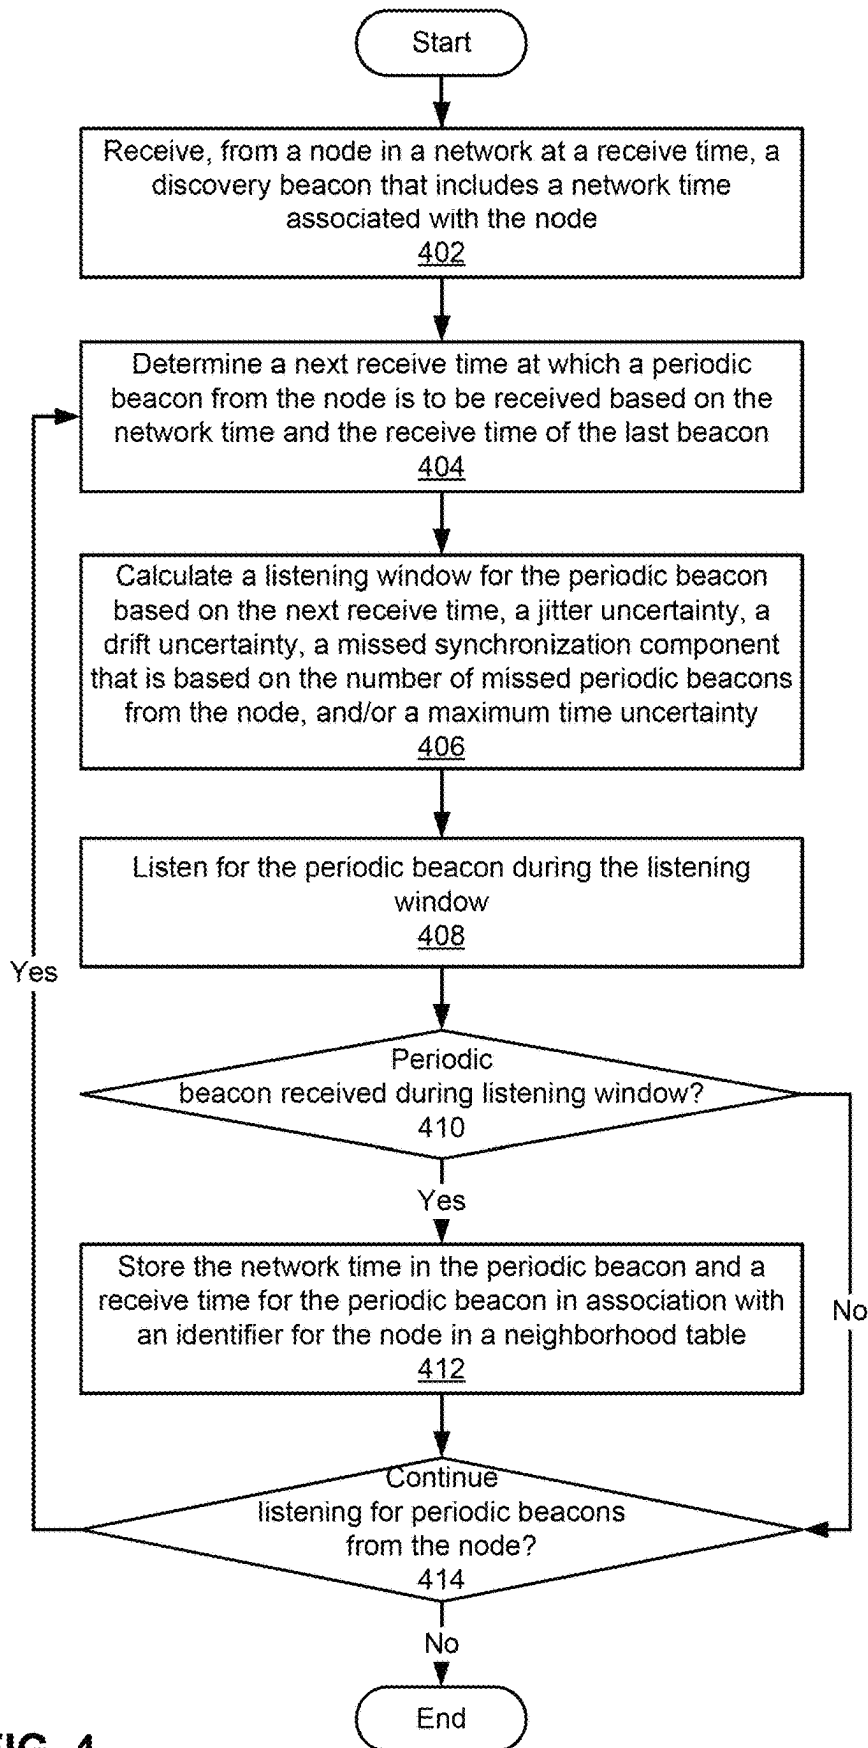 Start
Receive, from a node in a network at a receive time, a
discovery beacon that includes a network time
associated with the node
402
Determine a next receive time at which a periodic
beacon from the node is to be received based on the
network time and the receive time of the last beacon
404
Calculate a listening window for the periodic beacon
based on the next receive time, a jitter uncertainty, a
drift uncertainty, a missed synchronization component
that is based on the number of missed periodic beacons
from the node, and/or a maximum time uncertainty
406
Listen for the periodic beacon during the listening
window
408
Yes
Periodic
beacon received during listening window?
410
Yes
Store the network time in the periodic beacon and a
receive time for the periodic beacon in association with
an identifier for the node in a neighborhood table
412
No
Continue
listening for periodic beacons
from the node?
414
No
End
FIG. 4